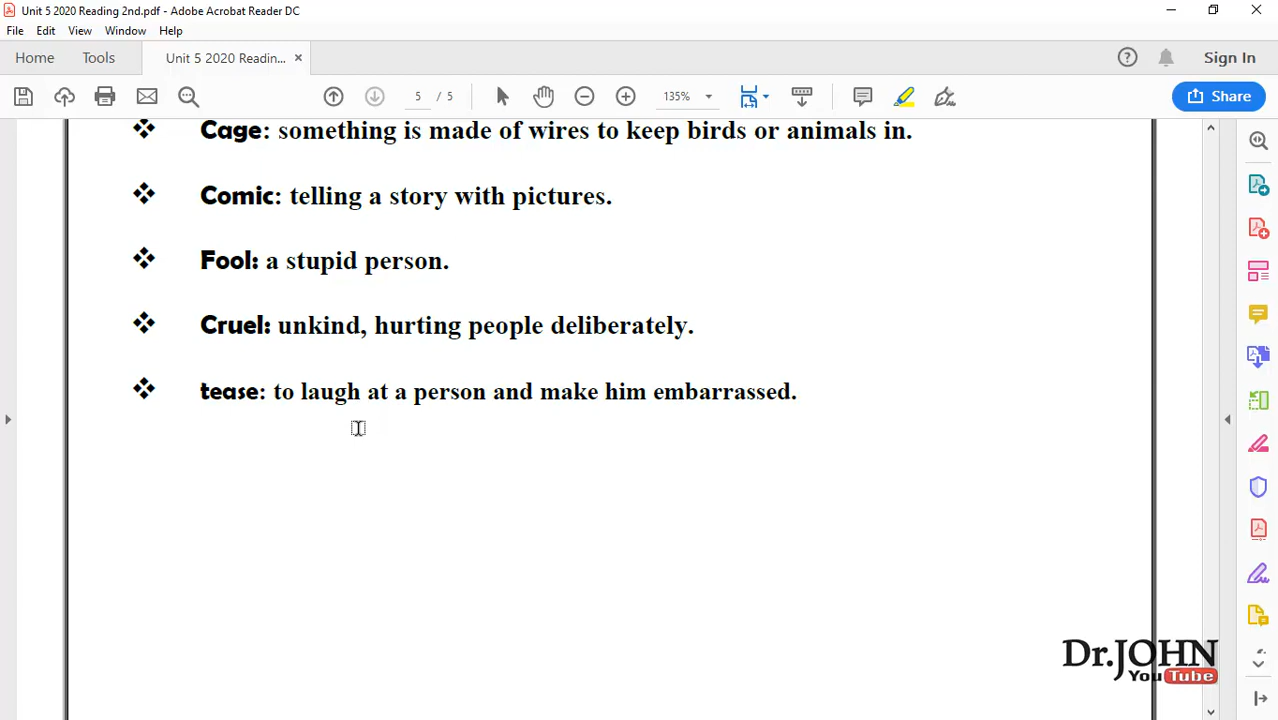 Unit 5 2020 Reading 2nd.pdf - Adobe Acrobat Reader DC
File Edit View Window Help
Home Tools Unit 5 2020 Readin... × Sign In
5 / 5 135% Share
❖ Cage: something is made of wires to keep birds or animals in.
❖ Comic: telling a story with pictures.
❖ Fool: a stupid person.
❖ Cruel: unkind, hurting people deliberately.
❖ tease: to laugh at a person and make him embarrassed.
Dr.JOHN
YouTube